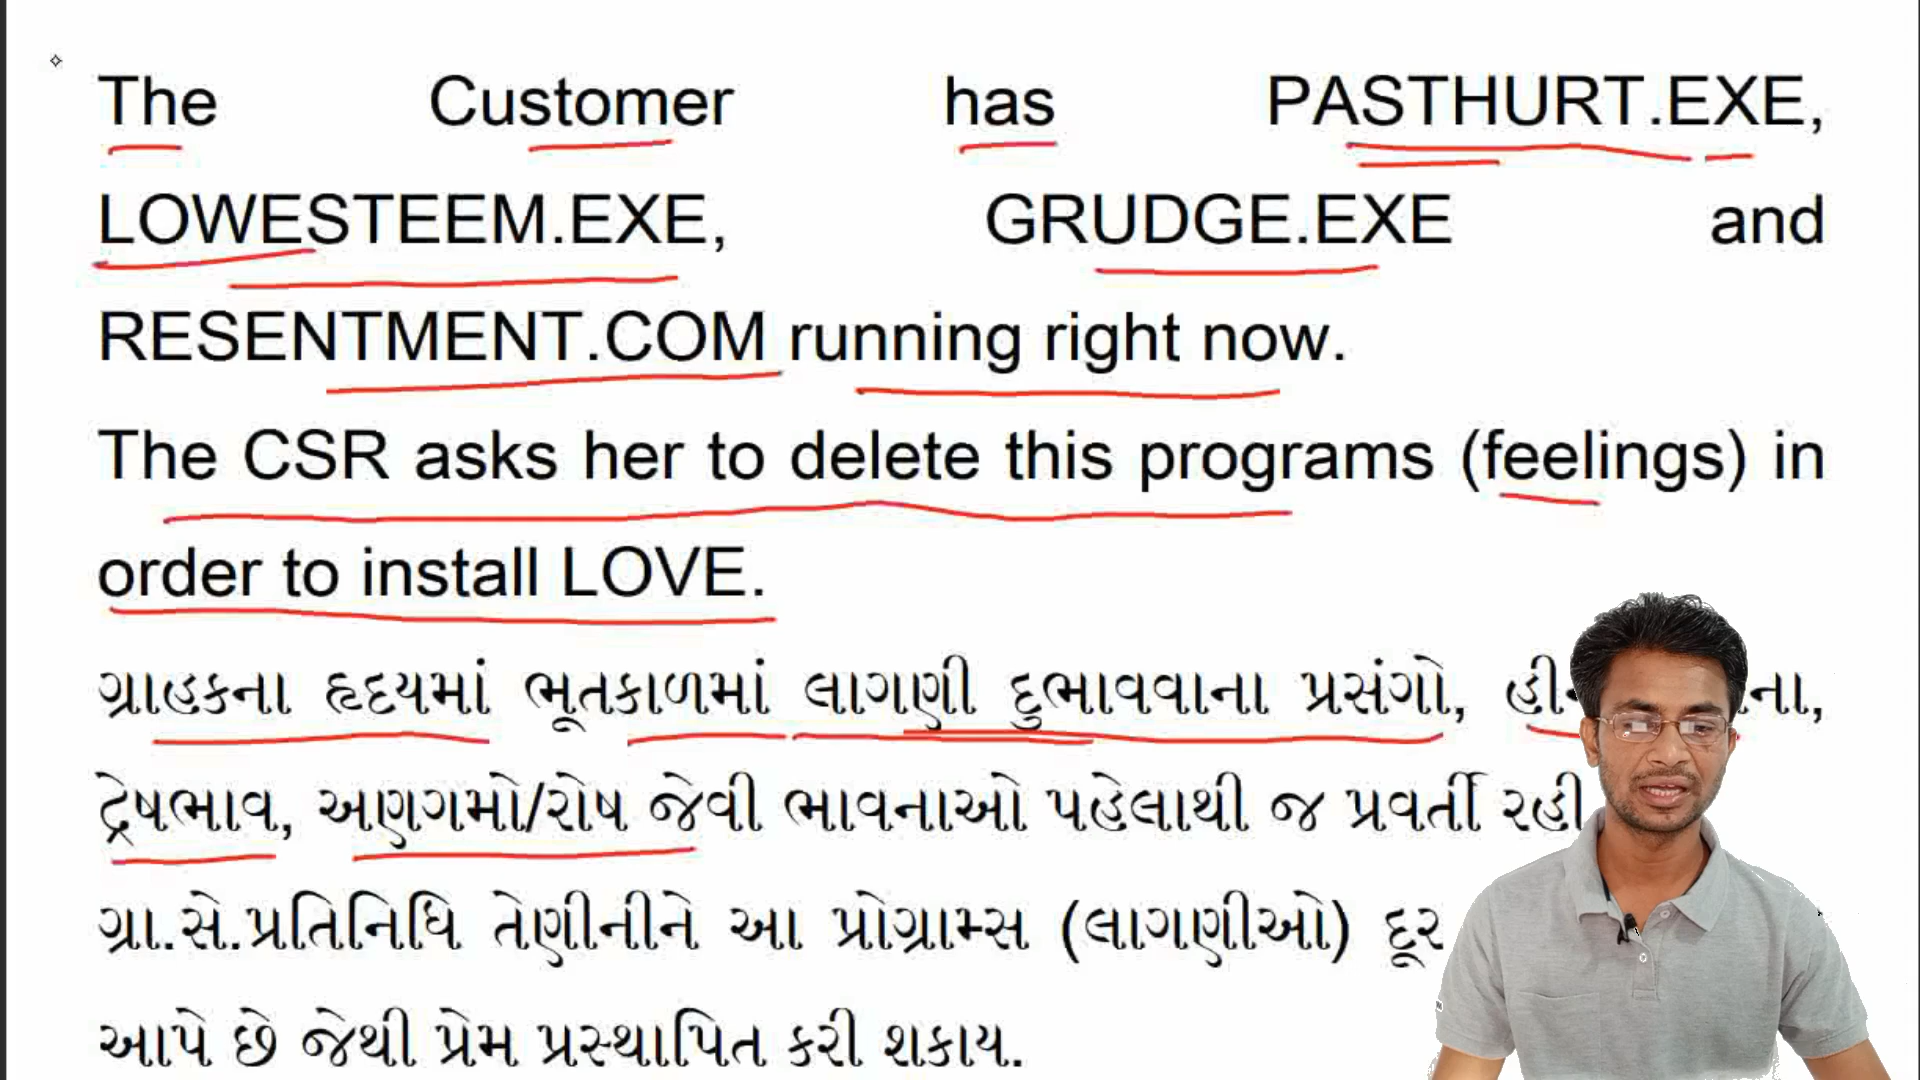 The Customer has PASTHURT.EXE,
LOWESTEEM.EXE, GRUDGE.EXE and
RESENTMENT.COM running right now.
The CSR asks her to delete this programs (feelings) in
order to install LOVE.
ગ્રાહકના હૃદયમાં ભૂતકાળમાં લાગણી દુભાવવાના પ્રસંગો,
દ્રેષભાવ, અણગમો/રોષ જેવી ભાવનાઓ પહેલાથી જ પ્રવર્તી રહી
ગ્રા.સે.પ્રતિનિધિ તેણીનીને આ પ્રોગ્રામ્સ (લાગણીઓ) દૂર
આપે છે જેથી પ્રેમ પ્રસ્થાપિત કરી શકાય.